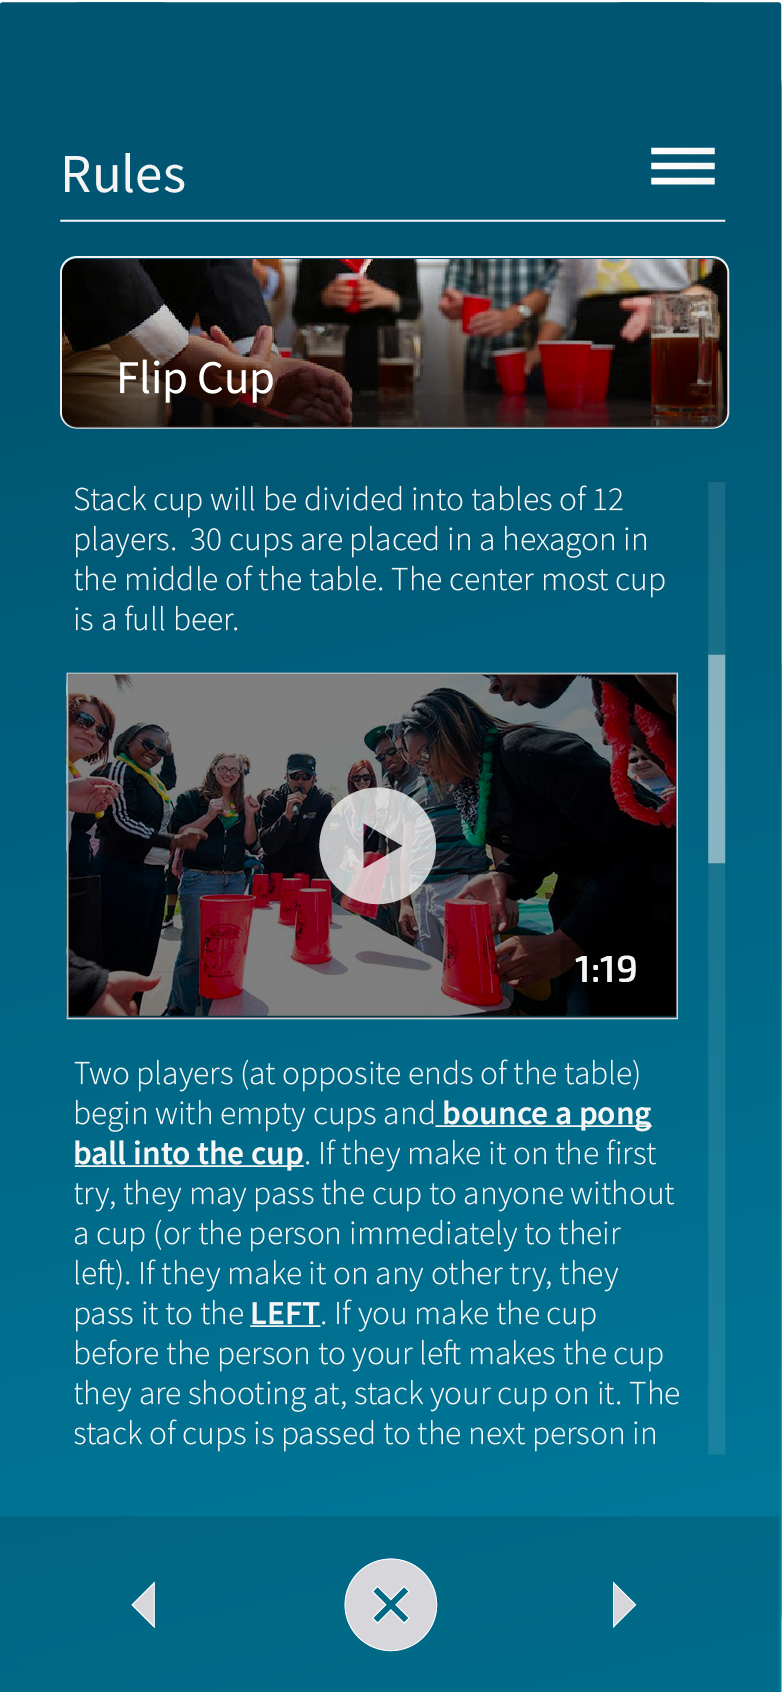 Rules
Flip Cup
Stack cup will be divided into tables of 12
players.  30 cups are placed in a hexagon in
the middle of the table. The center most cup
is a full beer.
1:19
Two players (at opposite ends of the table)
begin with empty cups and bounce a pong
ball into the cup. If they make it on the first
try, they may pass the cup to anyone without
a cup (or the person immediately to their
left). If they make it on any other try, they
pass it to the LEFT. If you make the cup
before the person to your left makes the cup
they are shooting at, stack your cup on it. The
stack of cups is passed to the next person in